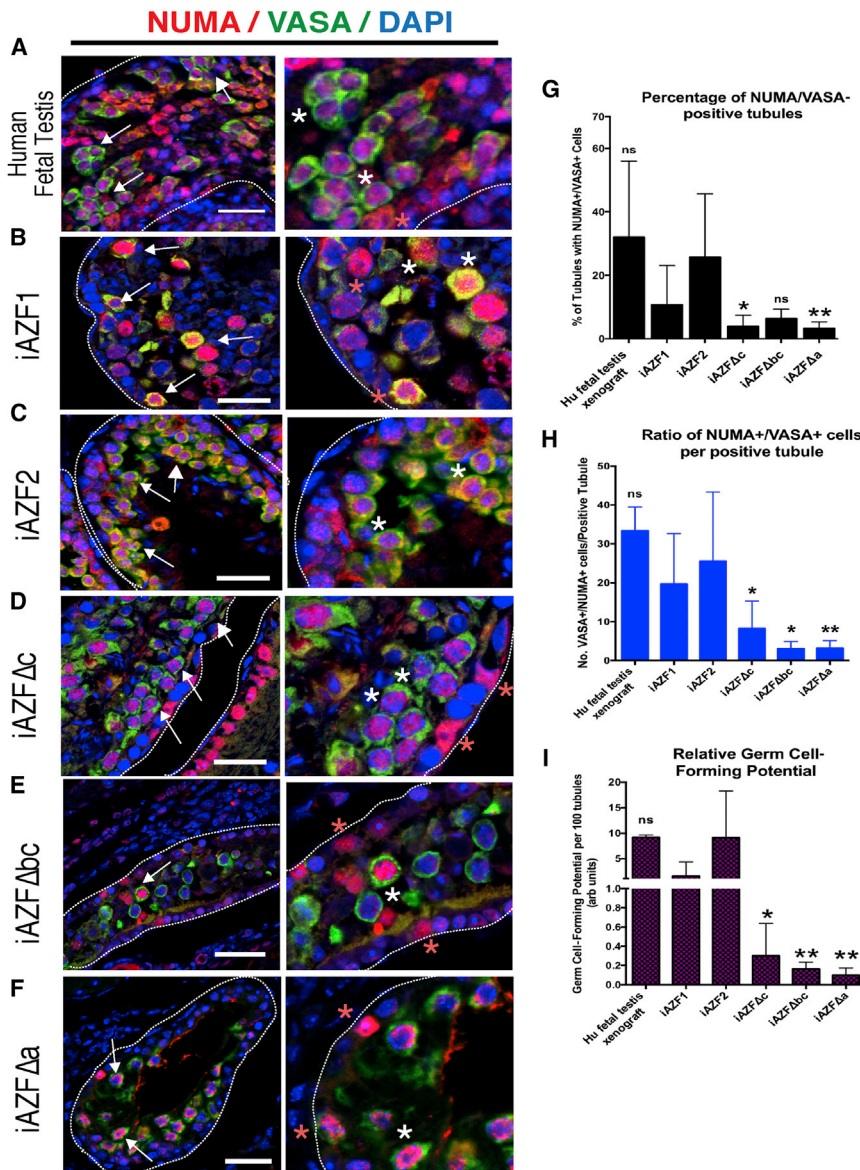 NUMA / VASA / DAPI
A
Human
Fetal Testis
*
*
*
B
iAZF1
*
*
*
*
C
iAZF2
*
*
D
iAZFΔc
*
*
*
*
E
iAZFΔbc
*
*
*
F
iAZFΔa
*
*
*
G
Percentage of NUMA/VASA-
positive tubules
% of Tubules with NUMA+/VASA+ Cells
60
40
20
0
ns
*
ns
**
Hu fetal testis
xenograft
iAZF1
iAZF2
iAZFΔc
iAZFΔbc
iAZFΔa
H
Ratio of NUMA+/VASA+ cells
per positive tubule
No. VASA+/NUMA+ cells/Positive Tubule
50
40
30
20
10
0
ns
*
*
**
Hu fetal testis
xenograft
iAZF1
iAZF2
iAZFΔc
iAZFΔbc
iAZFΔa
I
Relative Germ Cell-
Forming Potential
Germ Cell-Forming Potential per 100 tubules
(arb units)
20
15
10
5
0
1.0
0.8
0.6
0.4
0.2
0.0
ns
*
**
**
Hu fetal testis
xenograft
iAZF1
iAZF2
iAZFΔc
iAZFΔbc
iAZFΔa